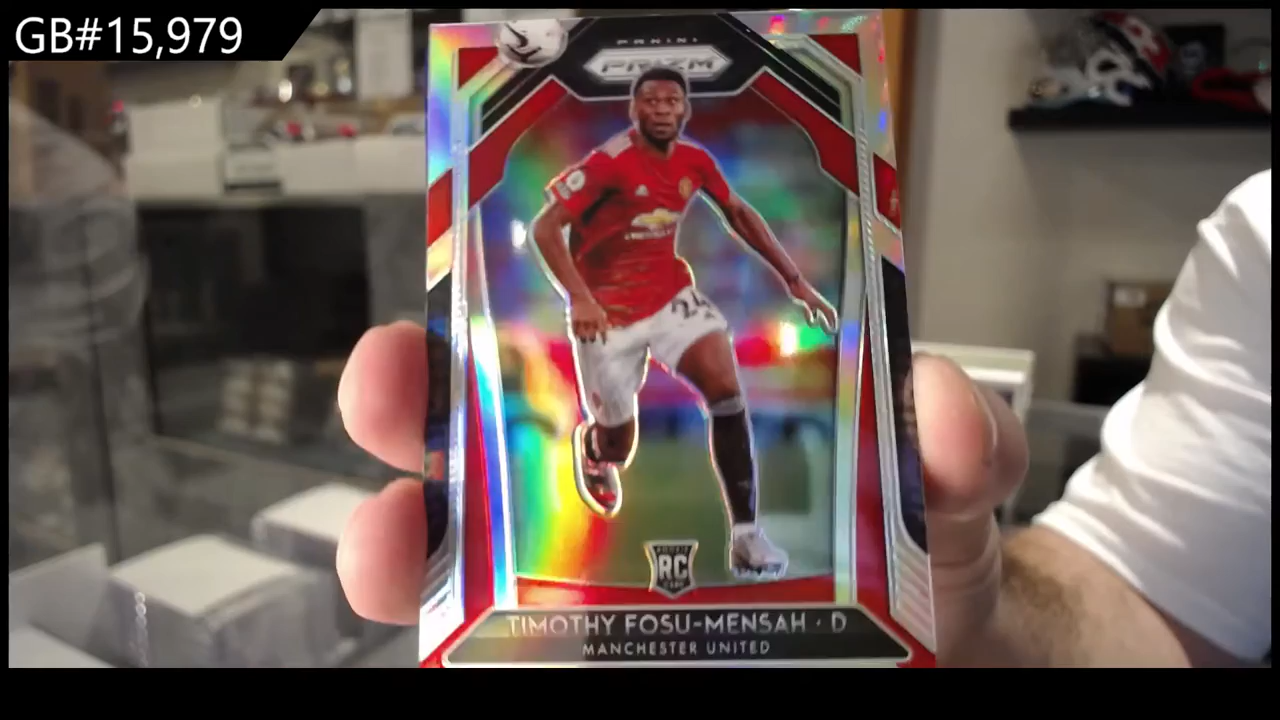 GB#15,979
PANINI
PRIZM
24
ROOKIE
RC
CARD
TIMOTHY FOSU-MENSAH · D
MANCHESTER UNITED